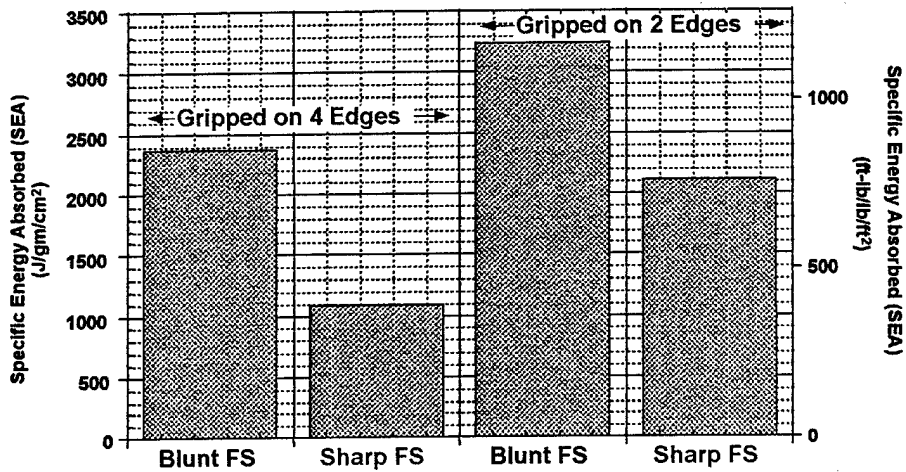 Specific Energy Absorbed (SEA)
(J/gm/cm²)
3500
3000
2500
2000
1500
1000
500
0
Gripped on 4 Edges
Gripped on 2 Edges
Blunt FS
Sharp FS
Blunt FS
Sharp FS
1000
500
0
Specific Energy Absorbed (SEA)
(ft-lb/lb/ft²)